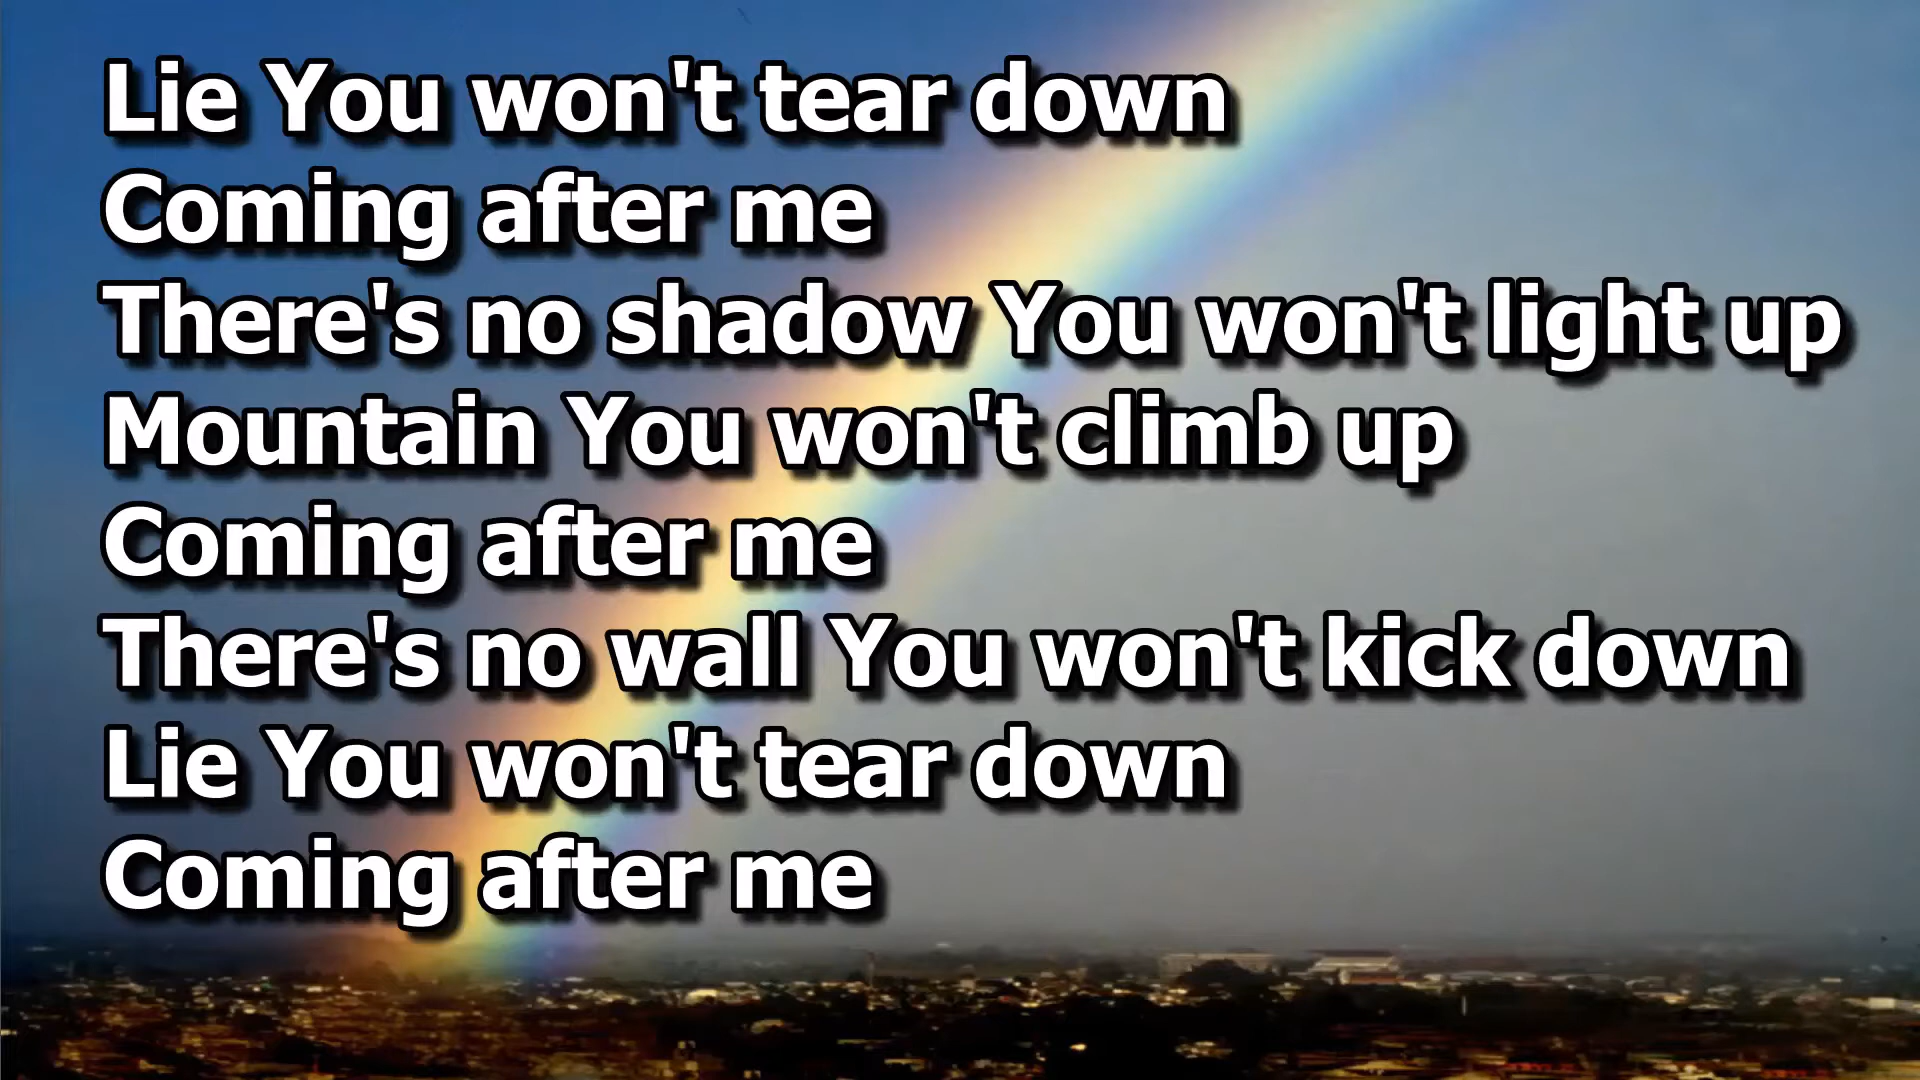 Lie You won't tear down
Coming after me
There's no shadow You won't light up
Mountain You won't climb up
Coming after me
There's no wall You won't kick down
Lie You won't tear down
Coming after me